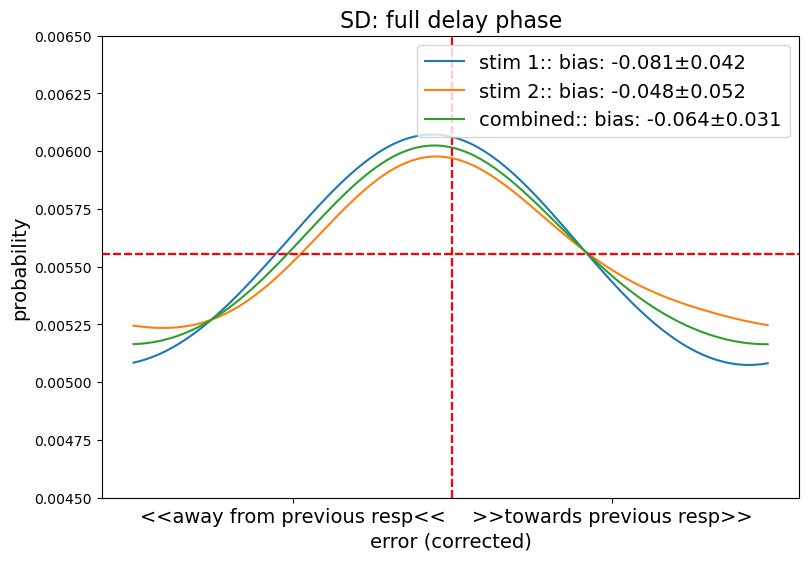 SD: full delay phase
stim 1:: bias: -0.081±0.042
stim 2:: bias: -0.048±0.052
combined:: bias: -0.064±0.031
probability
0.00650
0.00625
0.00600
0.00575
0.00550
0.00525
0.00500
0.00475
0.00450
<<away from previous resp<< >>towards previous resp>>
error (corrected)